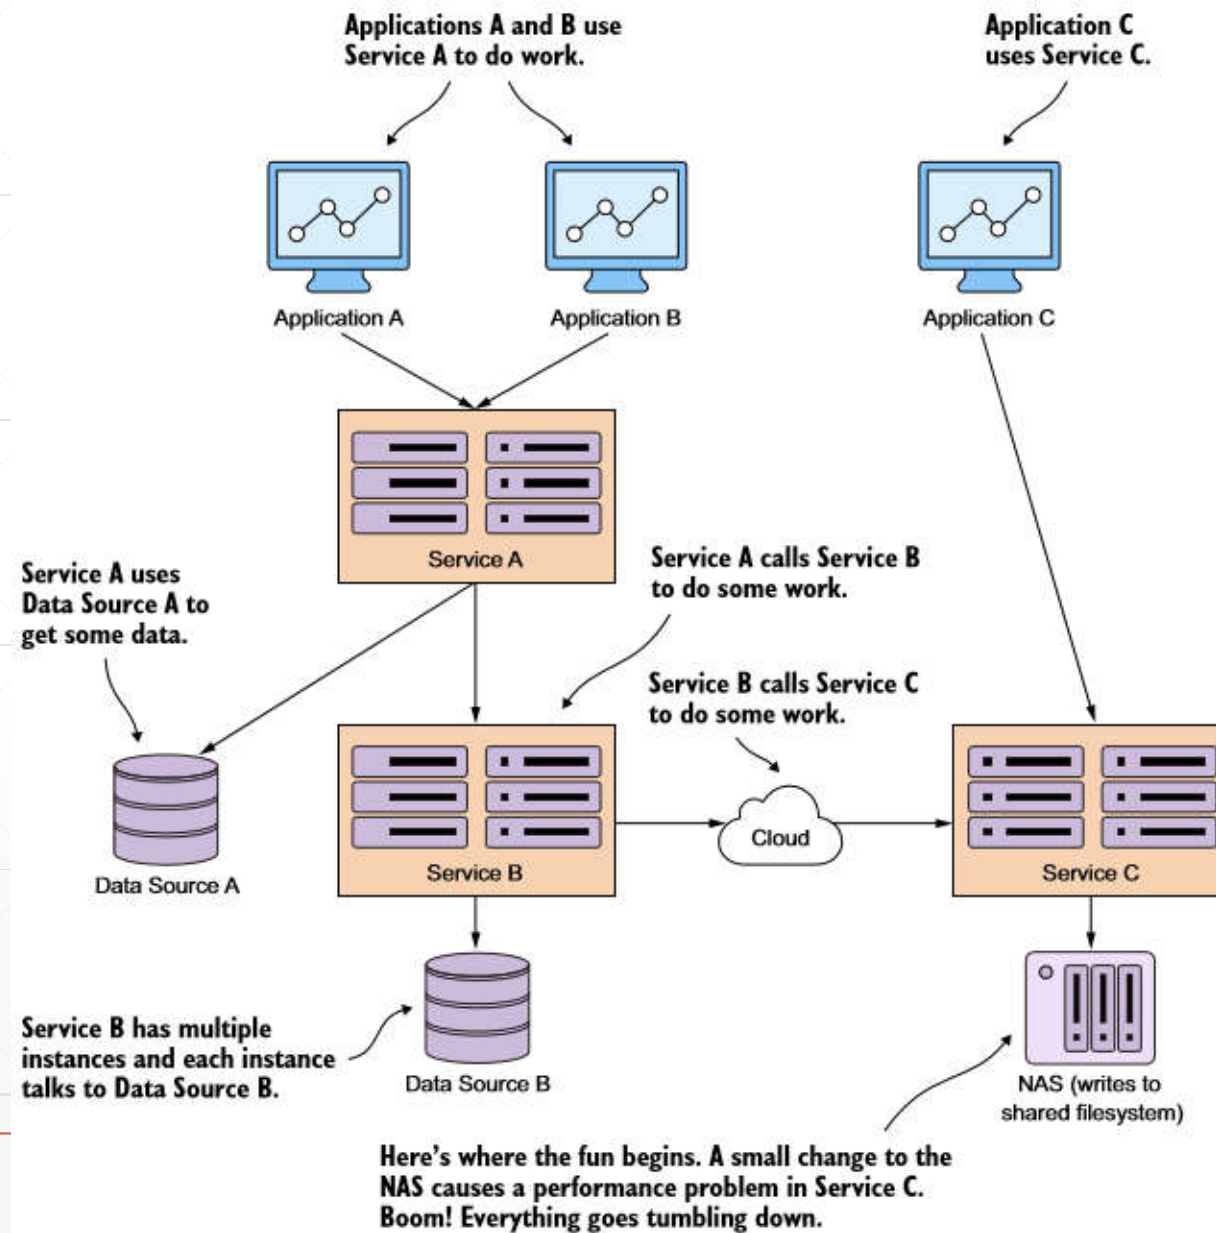 Applications A and B use
Service A to do work.
Application C
uses Service C.
Application A
Application B
Application C
Service A
Service A uses
Data Source A to
get some data.
Service A calls Service B
to do some work.
Service B calls Service C
to do some work.
Data Source A
Service B
Cloud
Service C
Service B has multiple
instances and each instance
talks to Data Source B.
Data Source B
NAS (writes to
shared filesystem)
Here's where the fun begins. A small change to the
NAS causes a performance problem in Service C.
Boom! Everything goes tumbling down.